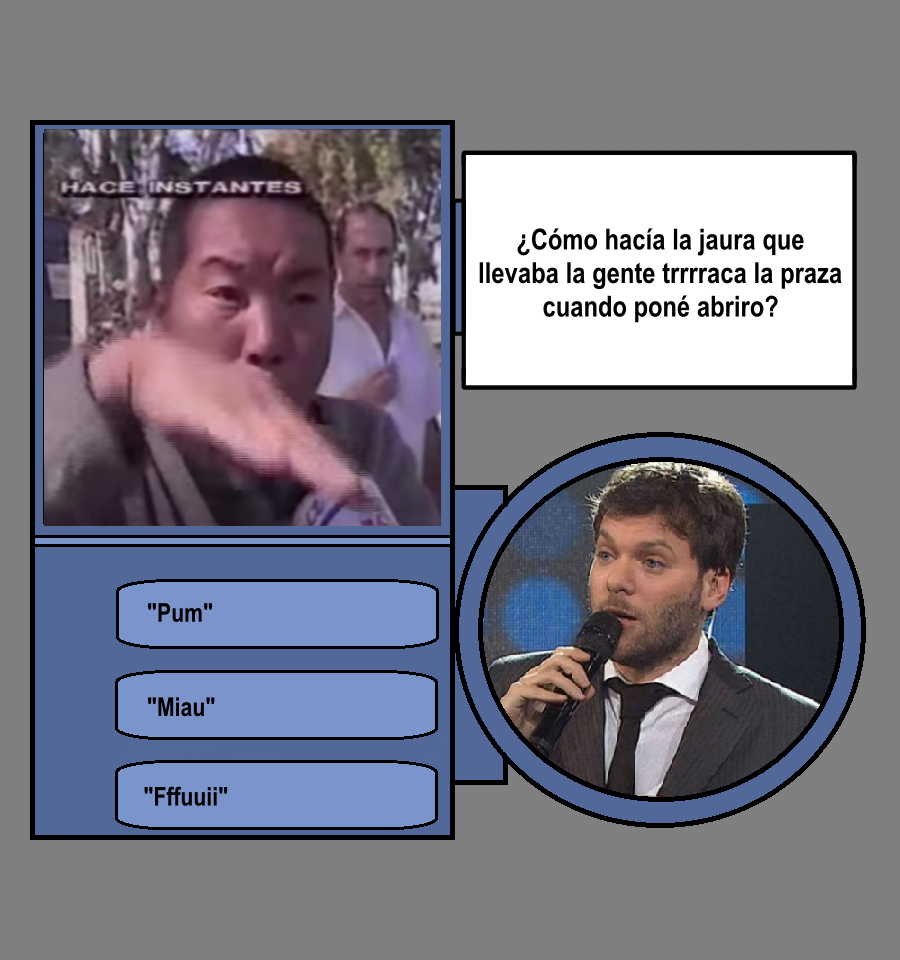 HACE INSTANTES
¿Cómo hacía la jaura que
llevaba la gente trrrraca la praza
cuando poné abriro?
"Pum"
"Miau"
"Fffuuii"